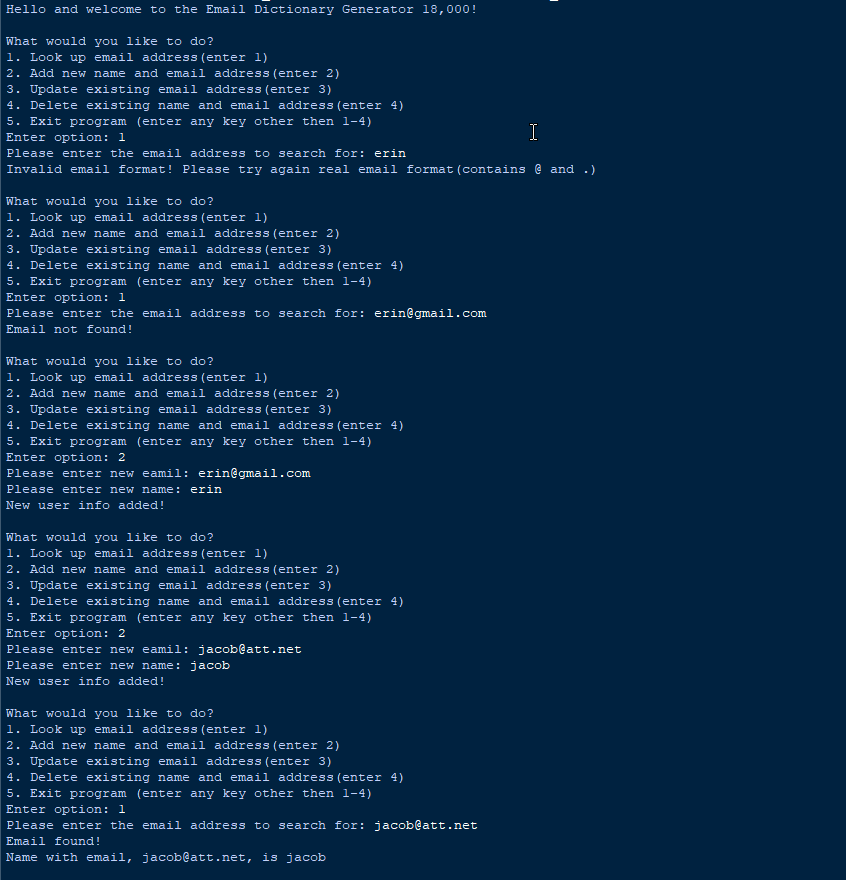 Hello and welcome to the Email Dictionary Generator 18,000!
What would you like to do?
1. Look up email address(enter 1)
2. Add new name and email address(enter 2)
3. Update existing email address(enter 3)
4. Delete existing name and email address(enter 4)
5. Exit program (enter any key other then 1-4)
Enter option: 1
Please enter the email address to search for: erin
Invalid email format! Please try again real email format(contains @ and .)
What would you like to do?
1. Look up email address(enter 1)
2. Add new name and email address(enter 2)
3. Update existing email address(enter 3)
4. Delete existing name and email address(enter 4)
5. Exit program (enter any key other then 1-4)
Enter option: 1
Please enter the email address to search for: erin@gmail.com
Email not found!
What would you like to do?
1. Look up email address(enter 1)
2. Add new name and email address(enter 2)
3. Update existing email address(enter 3)
4. Delete existing name and email address(enter 4)
5. Exit program (enter any key other then 1-4)
Enter option: 2
Please enter new eamil: erin@gmail.com
Please enter new name: erin
New user info added!
What would you like to do?
1. Look up email address(enter 1)
2. Add new name and email address(enter 2)
3. Update existing email address(enter 3)
4. Delete existing name and email address(enter 4)
5. Exit program (enter any key other then 1-4)
Enter option: 2
Please enter new eamil: jacob@att.net
Please enter new name: jacob
New user info added!
What would you like to do?
1. Look up email address(enter 1)
2. Add new name and email address(enter 2)
3. Update existing email address(enter 3)
4. Delete existing name and email address(enter 4)
5. Exit program (enter any key other then 1-4)
Enter option: 1
Please enter the email address to search for: jacob@att.net
Email found!
Name with email, jacob@att.net, is jacob